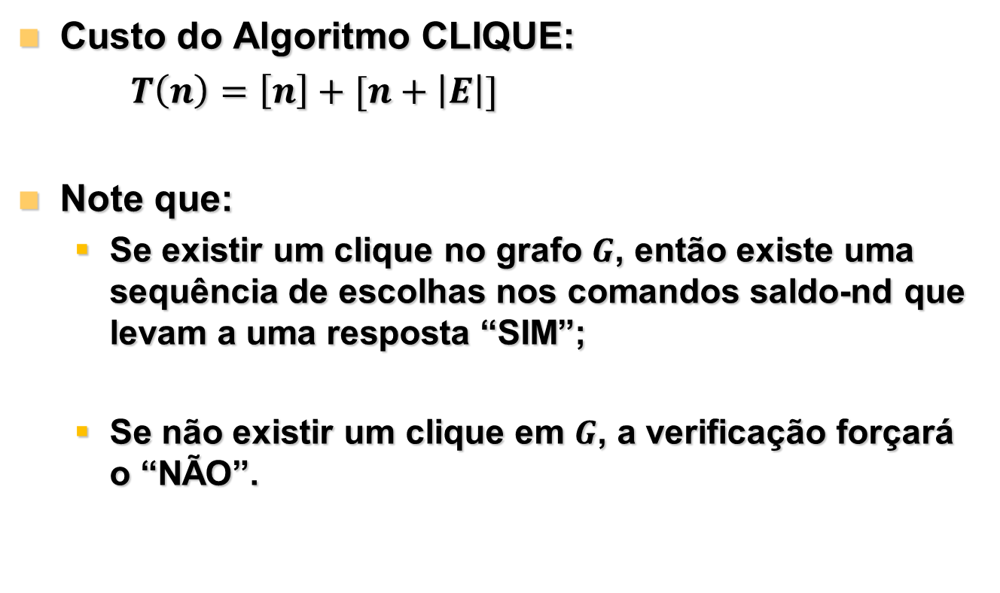 Custo do Algoritmo CLIQUE:
𝑻(𝒏) = [𝒏] + [𝒏 + |𝑬|]
Note que:
Se existir um clique no grafo 𝑮, então existe uma
sequência de escolhas nos comandos saldo-nd que
levam a uma resposta “SIM”;
Se não existir um clique em 𝑮, a verificação forçará
o “NÃO”.